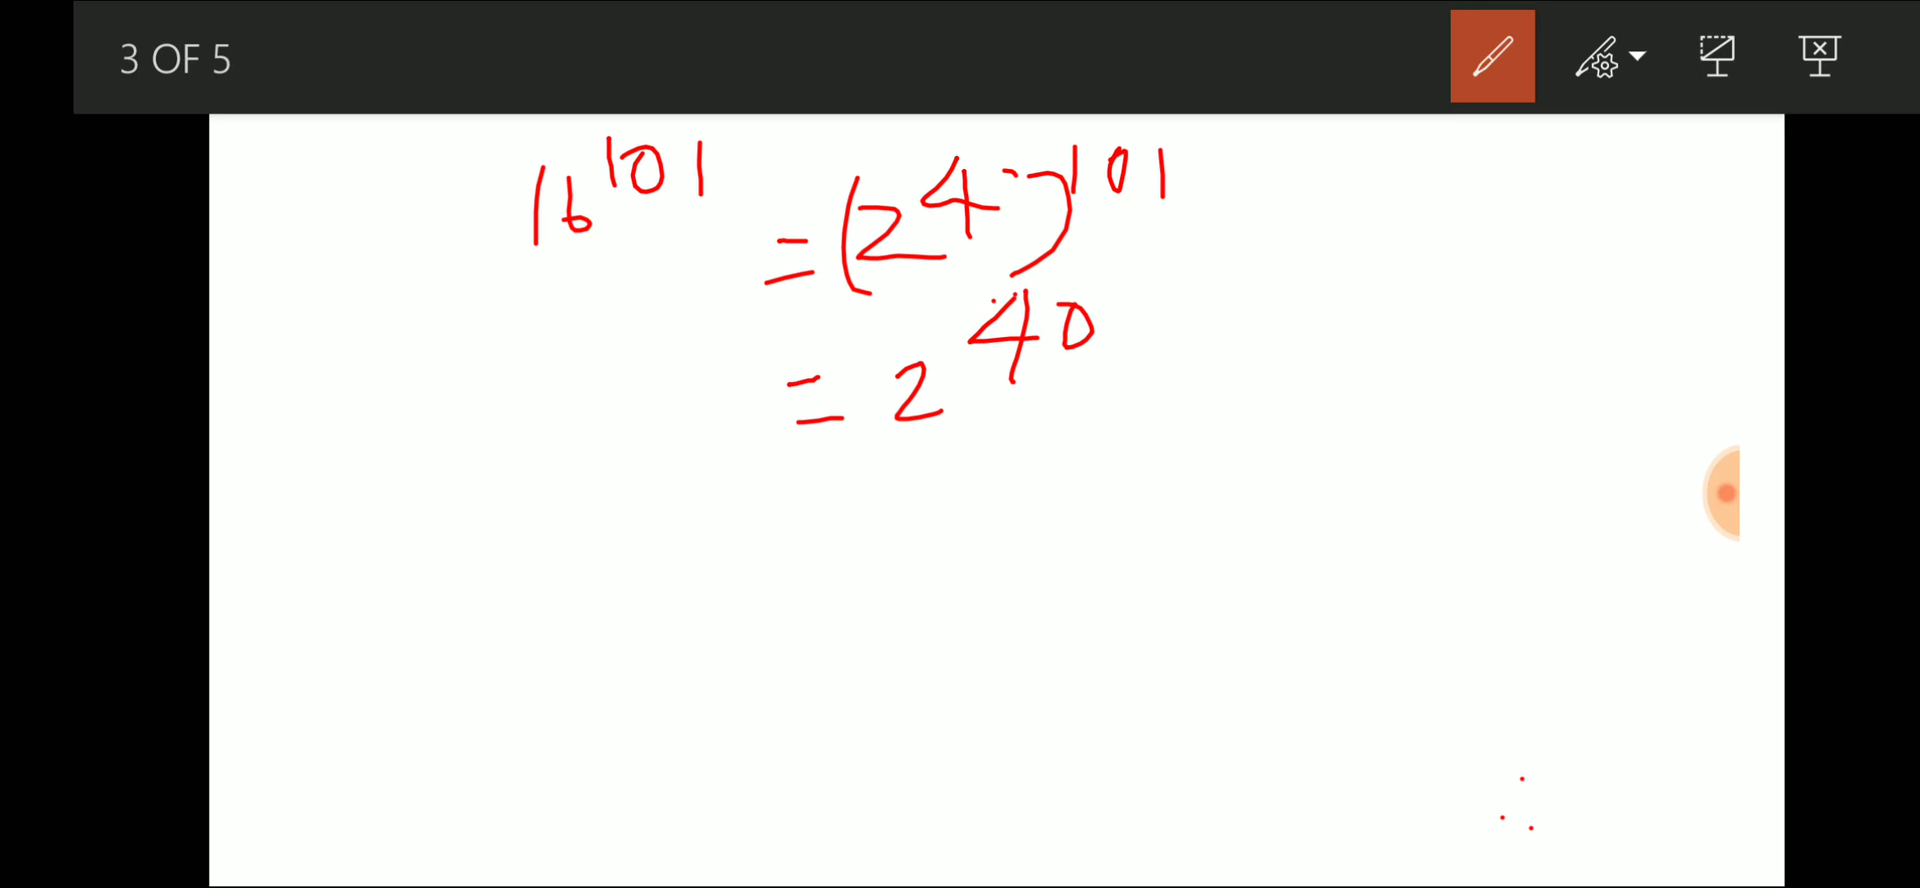 3 OF 5
16^101 = (2^4)^101
= 2^40